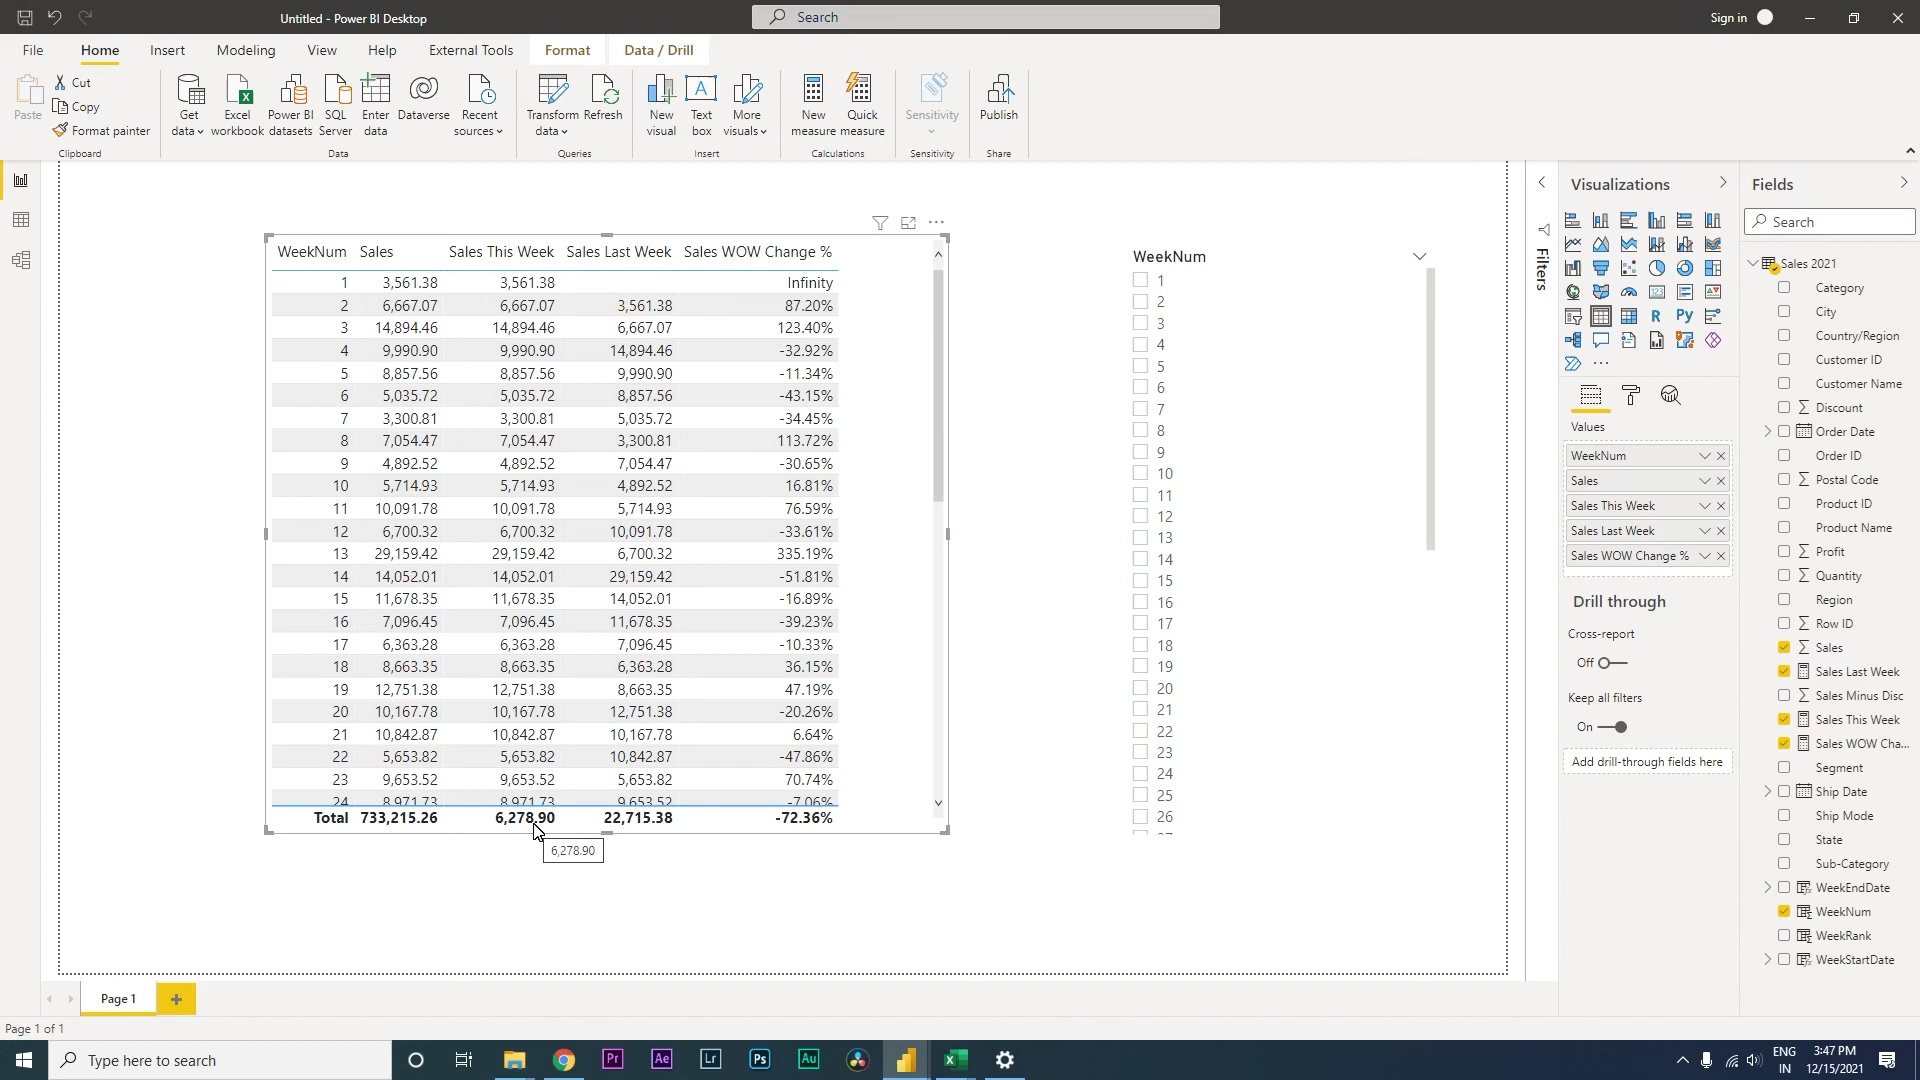 Untitled - Power BI Desktop
Search
Sign in
File
Home
Insert
Modeling
View
Help
External Tools
Format
Data / Drill
Paste
Cut
Copy
Format painter
Clipboard
Get data
Excel workbook
Power BI datasets
SQL Server
Enter data
Dataverse
Recent sources
Data
Transform data
Refresh
Queries
New visual
Text box
More visuals
Insert
New measure
Quick measure
Calculations
Sensitivity
Sensitivity
Publish
Share
WeekNum Sales Sales This Week Sales Last Week Sales WOW Change %
1 3,561.38 3,561.38 Infinity
2 6,667.07 6,667.07 3,561.38 87.20%
3 14,894.46 14,894.46 6,667.07 123.40%
4 9,990.90 9,990.90 14,894.46 -32.92%
5 8,857.56 8,857.56 9,990.90 -11.34%
6 5,035.72 5,035.72 8,857.56 -43.15%
7 3,300.81 3,300.81 5,035.72 -34.45%
8 7,054.47 7,054.47 3,300.81 113.72%
9 4,892.52 4,892.52 7,054.47 -30.65%
10 5,714.93 5,714.93 4,892.52 16.81%
11 10,091.78 10,091.78 5,714.93 76.59%
12 6,700.32 6,700.32 10,091.78 -33.61%
13 29,159.42 29,159.42 6,700.32 335.19%
14 14,052.01 14,052.01 29,159.42 -51.81%
15 11,678.35 11,678.35 14,052.01 -16.89%
16 7,096.45 7,096.45 11,678.35 -39.23%
17 6,363.28 6,363.28 7,096.45 -10.33%
18 8,663.35 8,663.35 6,363.28 36.15%
19 12,751.38 12,751.38 8,663.35 47.19%
20 10,167.78 10,167.78 12,751.38 -20.26%
21 10,842.87 10,842.87 10,167.78 6.64%
22 5,653.82 5,653.82 10,842.87 -47.86%
23 9,653.52 9,653.52 5,653.82 70.74%
24 8,971.73 8,971.73 9,653.52 -7.06%
Total 733,215.26 6,278.90 22,715.38 -72.36%
6,278.90
WeekNum
1
2
3
4
5
6
7
8
9
10
11
12
13
14
15
16
17
18
19
20
21
22
23
24
25
26
27
Filters
Visualizations
R
Py
Values
WeekNum
Sales
Sales This Week
Sales Last Week
Sales WOW Change %
Drill through
Cross-report
Off
Keep all filters
On
Add drill-through fields here
Fields
Search
Sales 2021
Category
City
Country/Region
Customer ID
Customer Name
Discount
Order Date
Order ID
Postal Code
Product ID
Product Name
Profit
Quantity
Region
Row ID
Sales
Sales Last Week
Sales Minus Disc
Sales This Week
Sales WOW Cha...
Segment
Ship Date
Ship Mode
State
Sub-Category
WeekEndDate
WeekNum
WeekRank
WeekStartDate
Page 1
Page 1 of 1
Type here to search
Pr
Ae
Lr
Ps
Au
ENG
IN
3:47 PM
12/15/2021